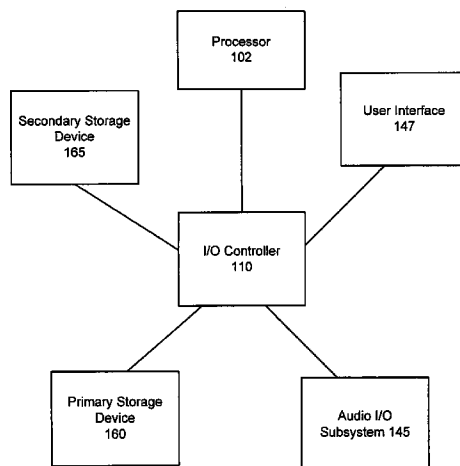 Processor
102
Secondary Storage
Device
165
User Interface
147
I/O Controller
110
Primary Storage
Device
160
Audio I/O
Subsystem 145